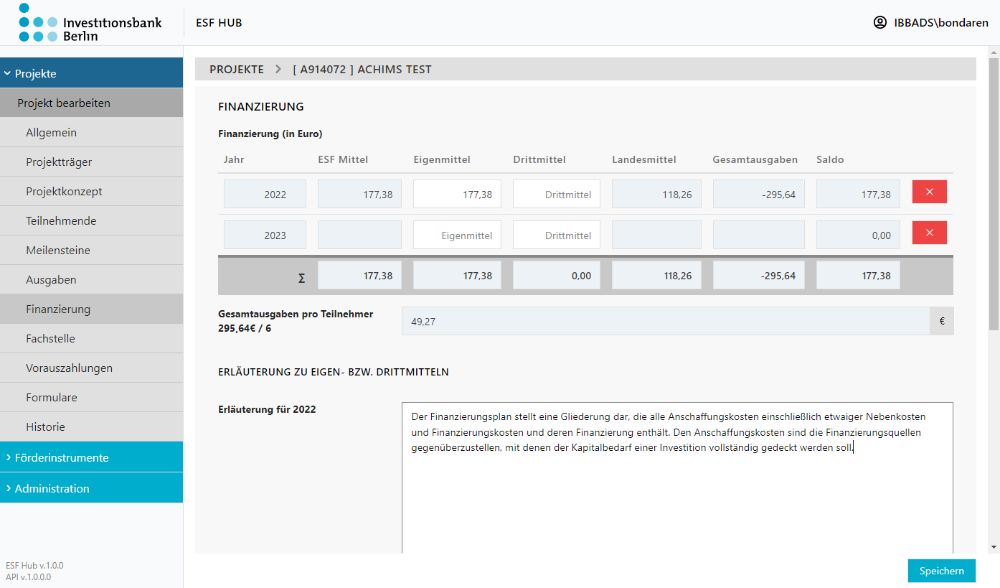 Investitionsbank
Berlin
ESF HUB
IBBADS\bondaren
Projekte
Projekt bearbeiten
Allgemein
Projektträger
Projektkonzept
Teilnehmende
Meilensteine
Ausgaben
Finanzierung
Fachstelle
Vorauszahlungen
Formulare
Historie
Förderinstrumente
Administration
ESF Hub v.1.0.0
API v.1.0.0.0
PROJEKTE > [ A914072 ] ACHIMS TEST
FINANZIERUNG
Finanzierung (in Euro)
Jahr ESF Mittel Eigenmittel Drittmittel Landesmittel Gesamtausgaben Saldo
2022 177,38 177,38 Drittmittel 118,26 -295,64 177,38 ×
2023 Eigenmittel Drittmittel 0,00 ×
Σ 177,38 177,38 0,00 118,26 -295,64 177,38
Gesamtausgaben pro Teilnehmer
295,64€ / 6
49,27 €
ERLÄUTERUNG ZU EIGEN- BZW. DRITTMITTELN
Erläuterung für 2022
Der Finanzierungsplan stellt eine Gliederung dar, die alle Anschaffungskosten einschließlich etwaiger Nebenkosten
und Finanzierungskosten und deren Finanzierung enthält. Den Anschaffungskosten sind die Finanzierungsquellen
gegenüberzustellen, mit denen der Kapitalbedarf einer Investition vollständig gedeckt werden soll.
Speichern